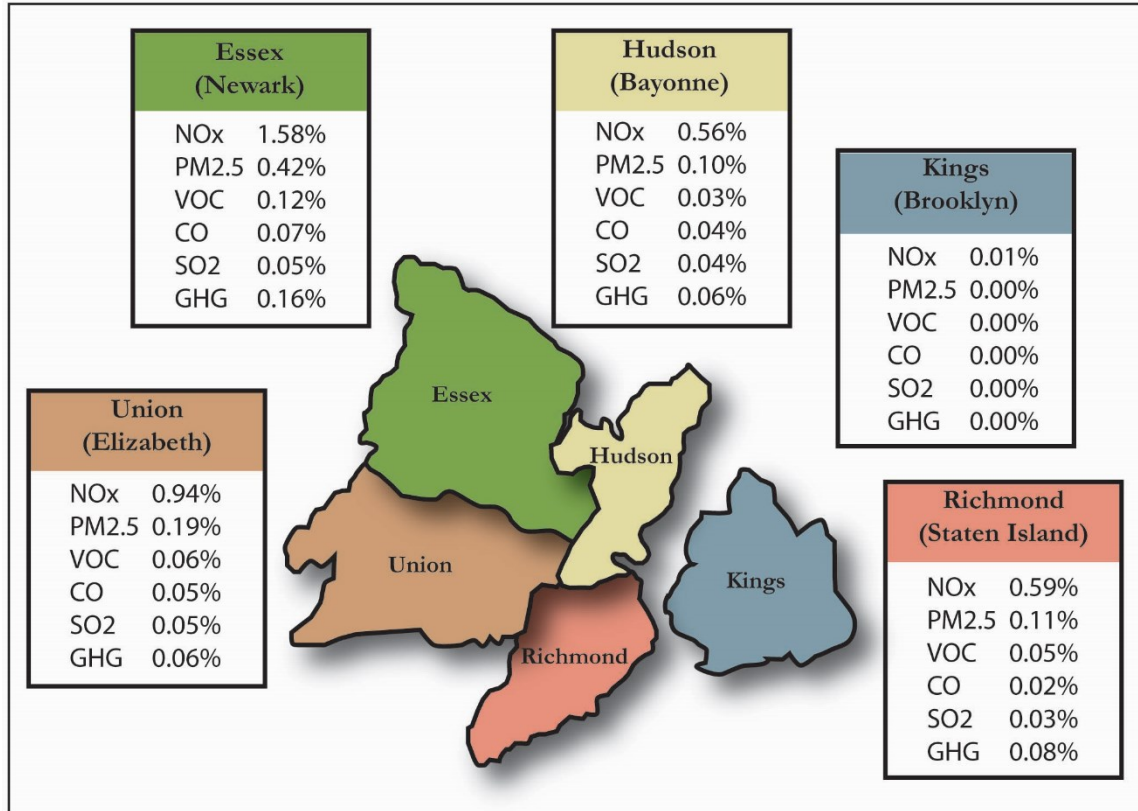 Essex
(Newark)
NOx 1.58%
PM2.5 0.42%
VOC 0.12%
CO 0.07%
SO2 0.05%
GHG 0.16%
Hudson
(Bayonne)
NOx 0.56%
PM2.5 0.10%
VOC 0.03%
CO 0.04%
SO2 0.04%
GHG 0.06%
Kings
(Brooklyn)
NOx 0.01%
PM2.5 0.00%
VOC 0.00%
CO 0.00%
SO2 0.00%
GHG 0.00%
Union
(Elizabeth)
NOx 0.94%
PM2.5 0.19%
VOC 0.06%
CO 0.05%
SO2 0.05%
GHG 0.06%
Richmond
(Staten Island)
NOx 0.59%
PM2.5 0.11%
VOC 0.05%
CO 0.02%
SO2 0.03%
GHG 0.08%
Essex
Hudson
Union
Kings
Richmond